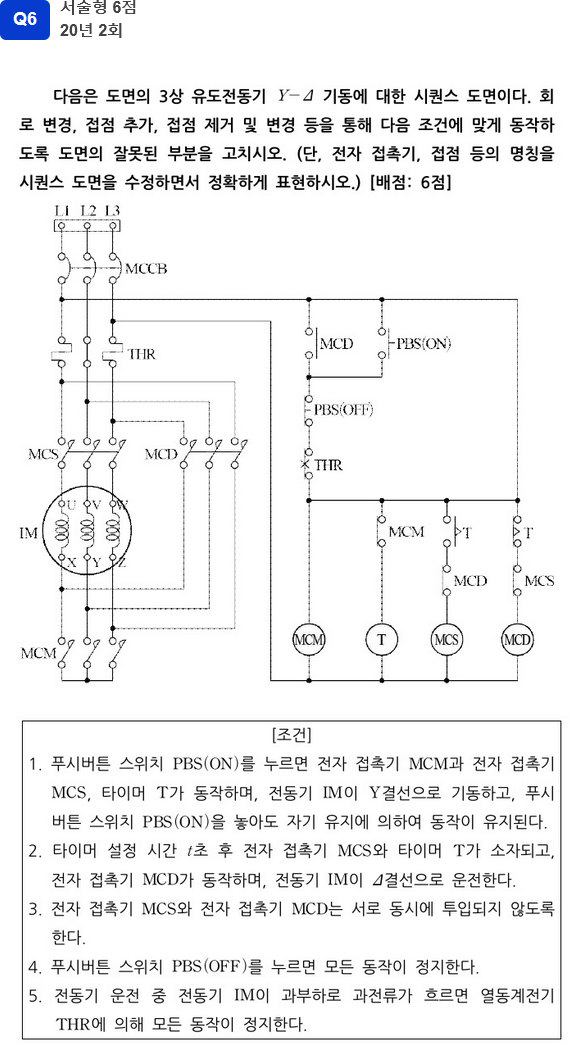 Q6
서술형 6점
20년 2회
다음은 도면의 3상 유도전동기 Y-Δ 기동에 대한 시퀀스 도면이다. 회
로 변경, 접점 추가, 접점 제거 및 변경 등을 통해 다음 조건에 맞게 동작하
도록 도면의 잘못된 부분을 고치시오. (단, 전자 접촉기, 접점 등의 명칭을
시퀀스 도면을 수정하면서 정확하게 표현하시오.) [배점: 6점]
L1 L2 L3
MCCB
MCD PBS(ON)
THR
PBS(OFF)
MCS MCD
THR
U V W
IM
MCM T T
X Y Z
MCD MCS
MCM T MCS MCD
MCM
[조건]
1. 푸시버튼 스위치 PBS(ON)를 누르면 전자 접촉기 MCM과 전자 접촉기
MCS, 타이머 T가 동작하며, 전동기 IM이 Y결선으로 기동하고, 푸시
버튼 스위치 PBS(ON)을 놓아도 자기 유지에 의하여 동작이 유지된다.
2. 타이머 설정 시간 t초 후 전자 접촉기 MCS와 타이머 T가 소자되고,
전자 접촉기 MCD가 동작하며, 전동기 IM이 Δ결선으로 운전한다.
3. 전자 접촉기 MCS와 전자 접촉기 MCD는 서로 동시에 투입되지 않도록
한다.
4. 푸시버튼 스위치 PBS(OFF)를 누르면 모든 동작이 정지한다.
5. 전동기 운전 중 전동기 IM이 과부하로 과전류가 흐르면 열동계전기
THR에 의해 모든 동작이 정지한다.